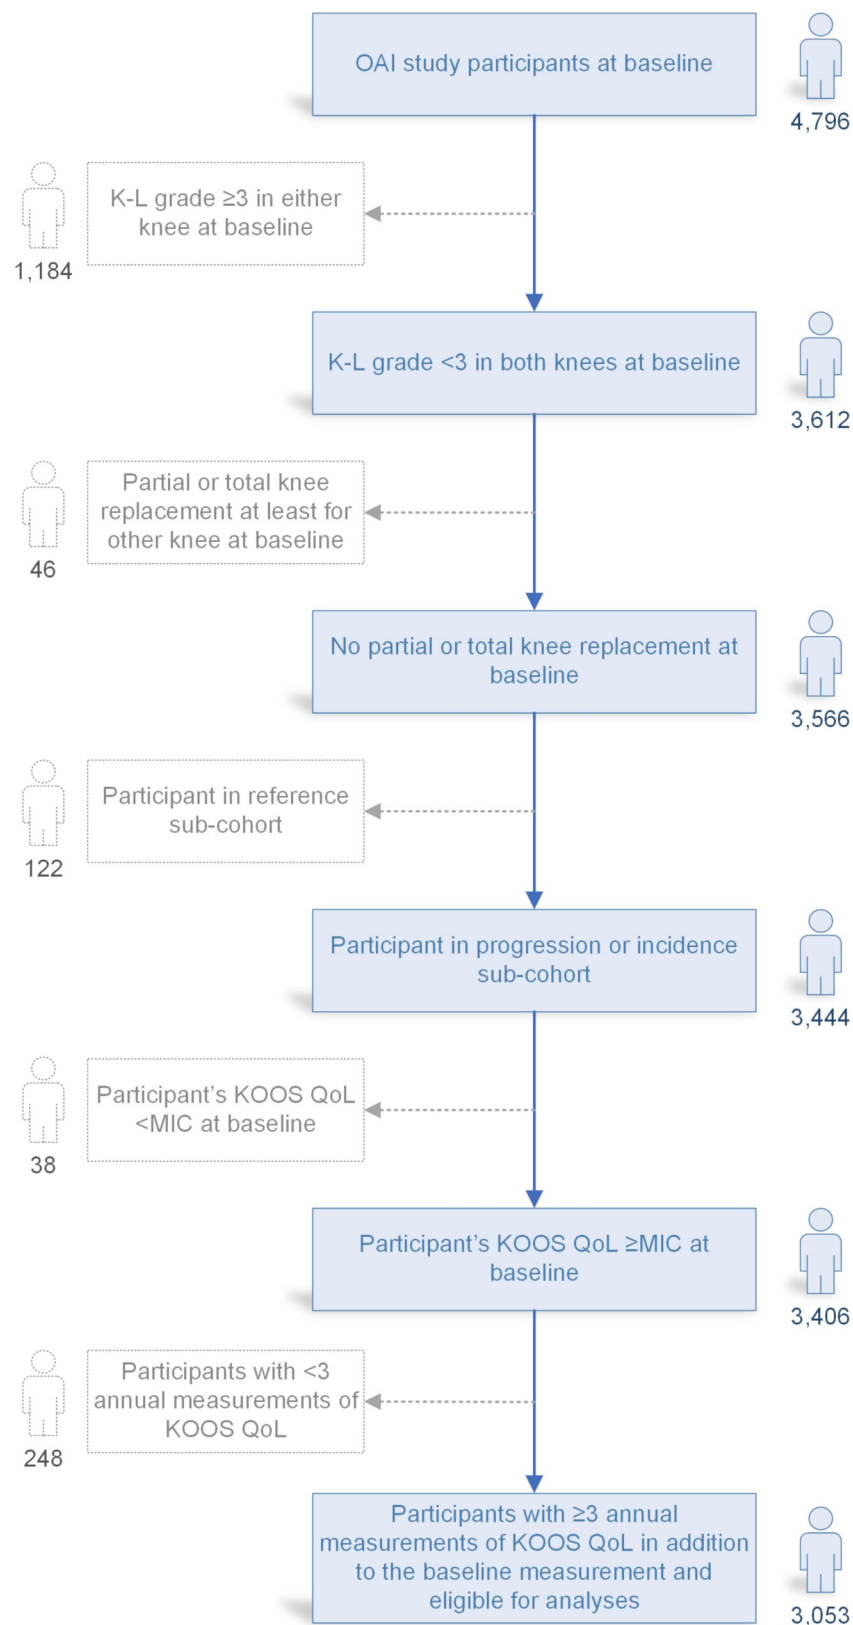 OAI study participants at baseline
4,796
K-L grade ≥3 in either
knee at baseline
1,184
K-L grade <3 in both knees at baseline
3,612
Partial or total knee
replacement at least for
other knee at baseline
46
No partial or total knee replacement at
baseline
3,566
Participant in reference
sub-cohort
122
Participant in progression or incidence
sub-cohort
3,444
Participant’s KOOS QoL
<MIC at baseline
38
Participant’s KOOS QoL ≥MIC at
baseline
3,406
Participants with <3
annual measurements of
KOOS QoL
248
Participants with ≥3 annual
measurements of KOOS QoL in addition
to the baseline measurement and
eligible for analyses
3,053